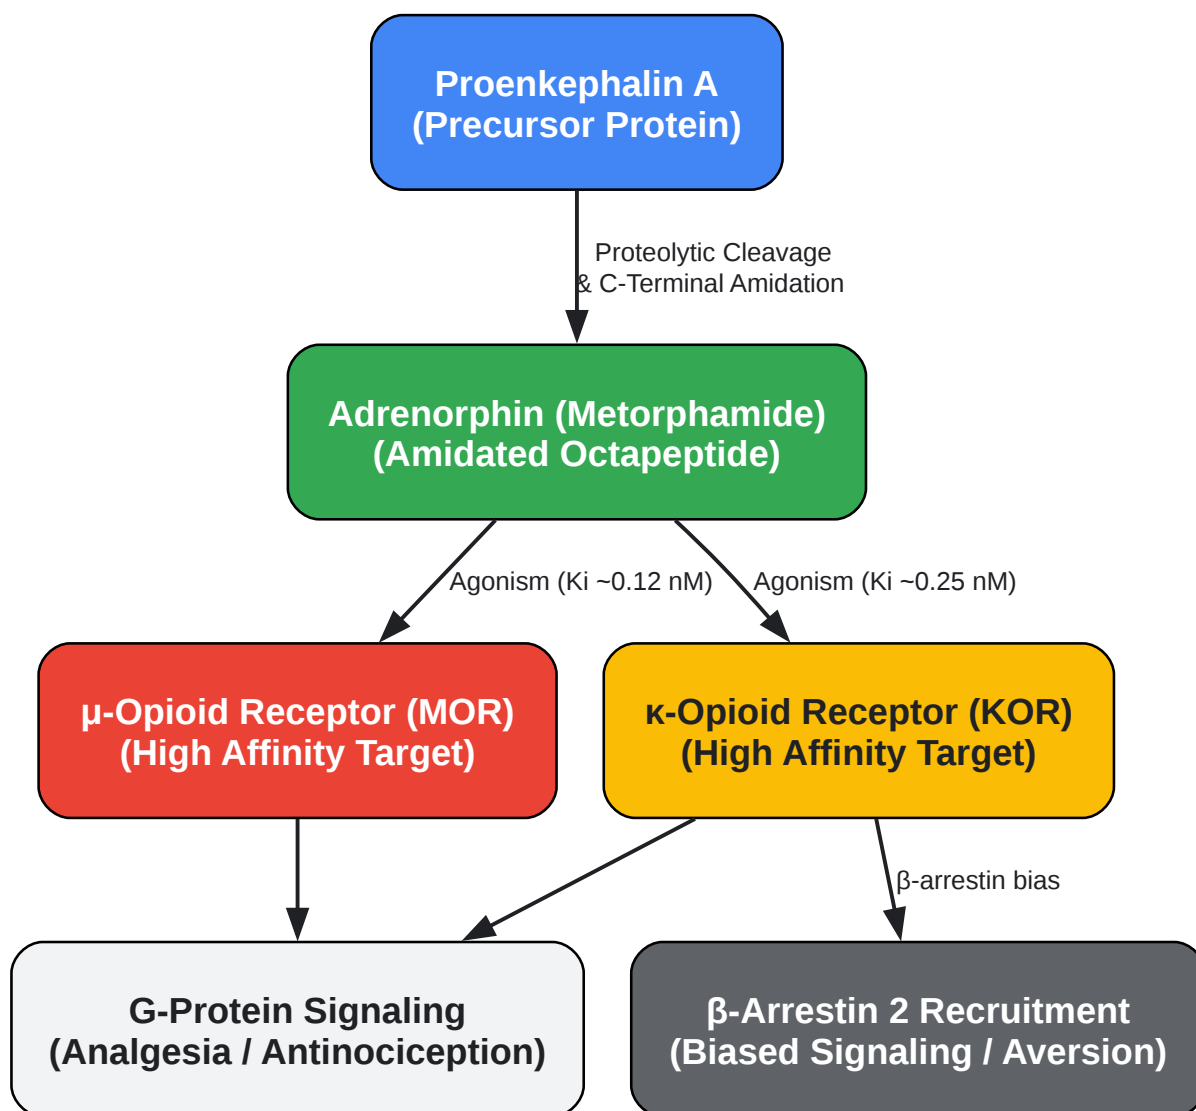 Proenkephalin A
(Precursor Protein)
Proteolytic Cleavage
& C-Terminal Amidation
Adrenorphin (Metorphamide)
(Amidated Octapeptide)
Agonism (Ki ~0.12 nM)
Agonism (Ki ~0.25 nM)
μ-Opioid Receptor (MOR)
(High Affinity Target)
κ-Opioid Receptor (KOR)
(High Affinity Target)
β-arrestin bias
G-Protein Signaling
(Analgesia / Antinociception)
β-Arrestin 2 Recruitment
(Biased Signaling / Aversion)